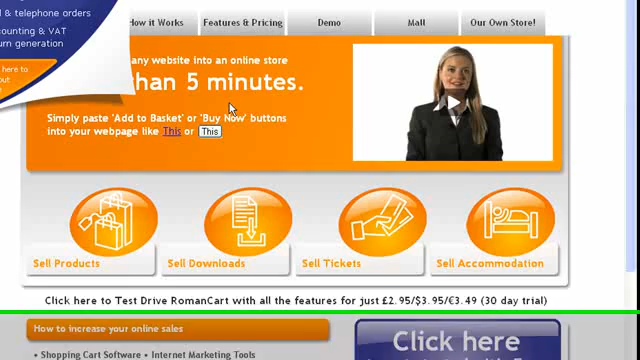 & telephone orders
counting & VAT
urn generation
here to
out
How it Works
Features & Pricing
Demo
Mall
Our Own Store!
any website into an online store
than 5 minutes.
Simply paste 'Add to Basket' or 'Buy Now' buttons
into your webpage like This or This
Sell Products
Sell Downloads
Sell Tickets
Sell Accommodation
Click here to Test Drive RomanCart with all the features for just £2.95/$3.95/€3.49 (30 day trial)
How to increase your online sales
• Shopping Cart Software • Internet Marketing Tools
Click here